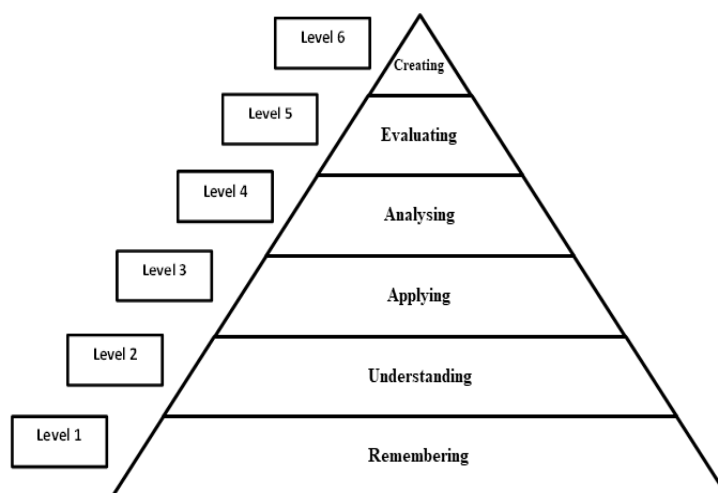 Level 6
Creating
Level 5
Evaluating
Level 4
Analysing
Level 3
Applying
Level 2
Understanding
Level 1
Remembering